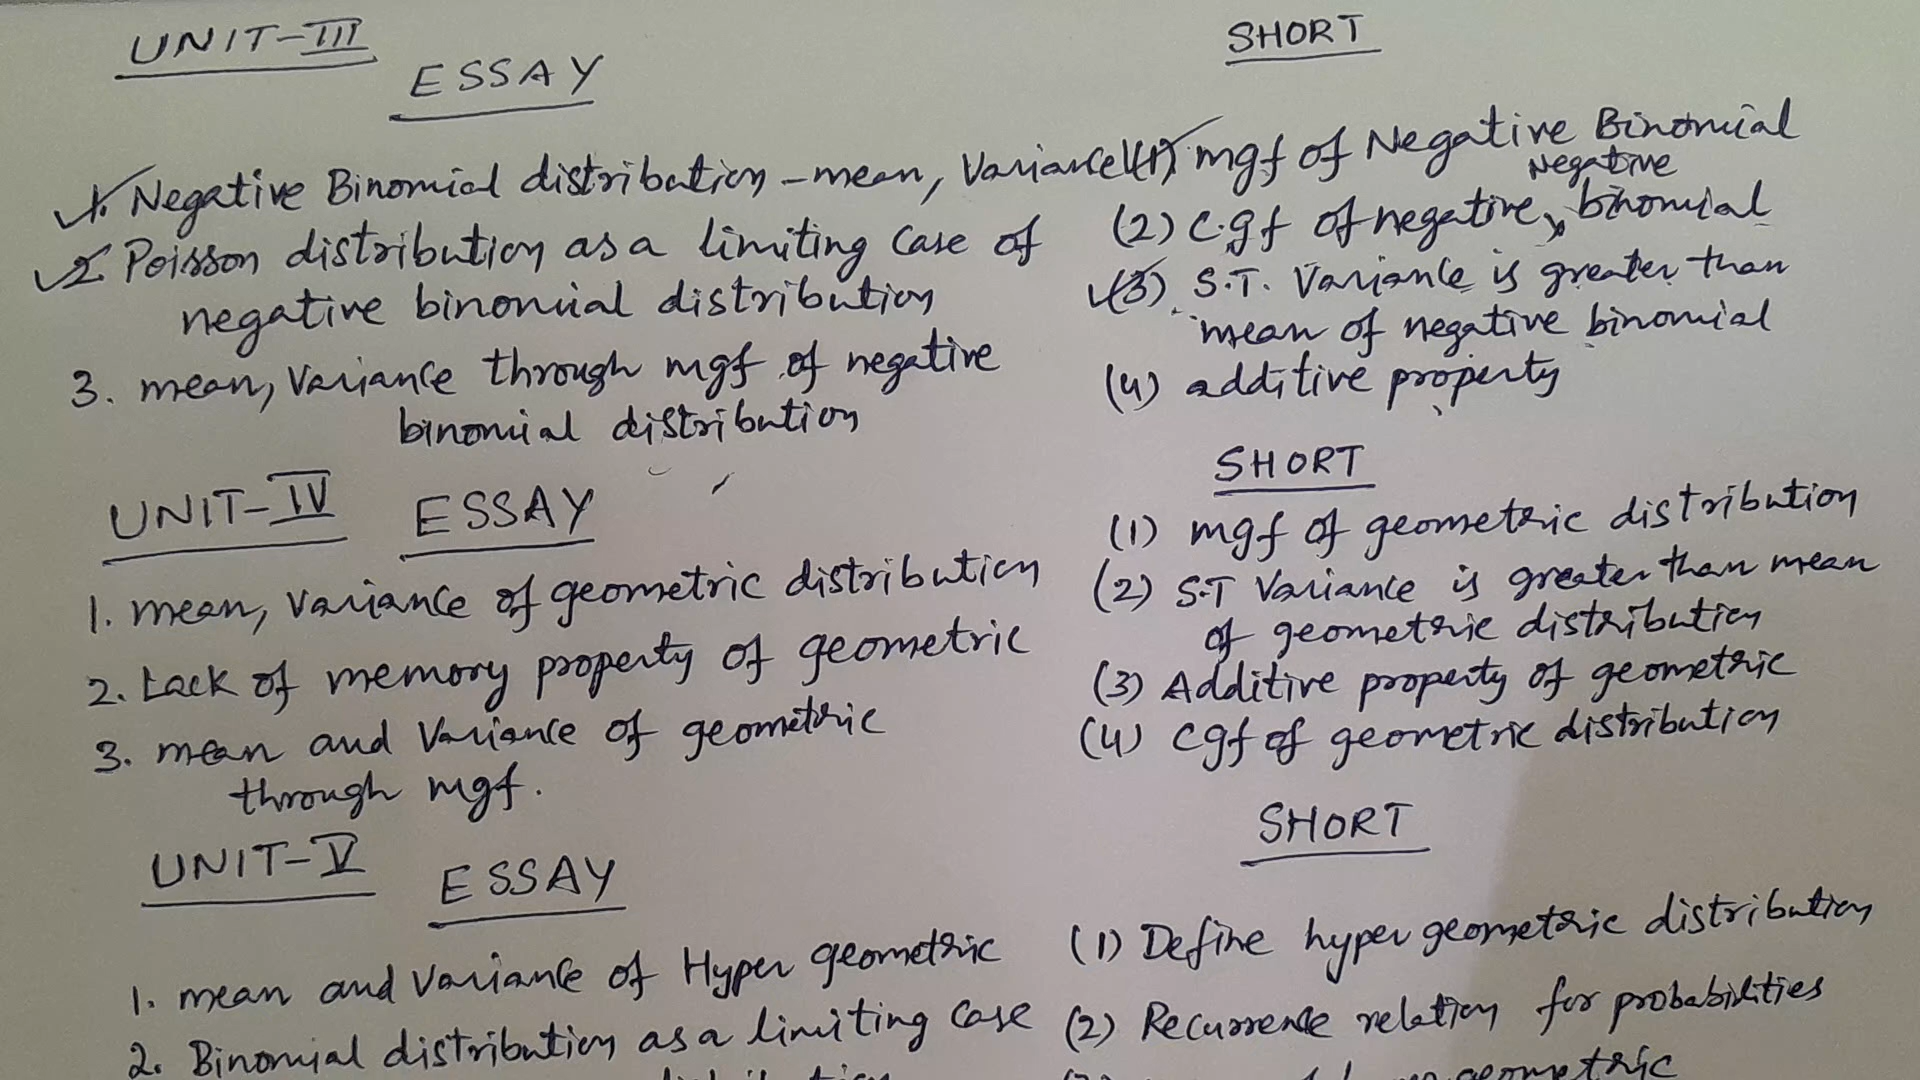 UNIT-III
ESSAY
1. Negative Binomial distribution - mean, Variance
2. Poisson distribution as a limiting case of
negative binomial distribution
3. mean, Variance through mgf of negative
binomial distribution
SHORT
(1) mgf of Negative Binomial
Negative
(2) C.g.f of negative binomial
(3) S.T. Variance is greater than
mean of negative binomial
(4) additive property
UNIT-IV
ESSAY
1. mean, Variance of geometric distribution
2. Lack of memory property of geometric
3. mean and Variance of geometric
through mgf.
SHORT
(1) mgf of geometric distribution
(2) S.T Variance is greater than mean
of geometric distribution
(3) Additive property of geometric
(4) Cgf of geometric distribution
UNIT-V
ESSAY
1. mean and Variance of Hyper geometric
2. Binomial distribution as a limiting case
SHORT
(1) Define hyper geometric distribution
(2) Recurrence relation for probabilities
geometric